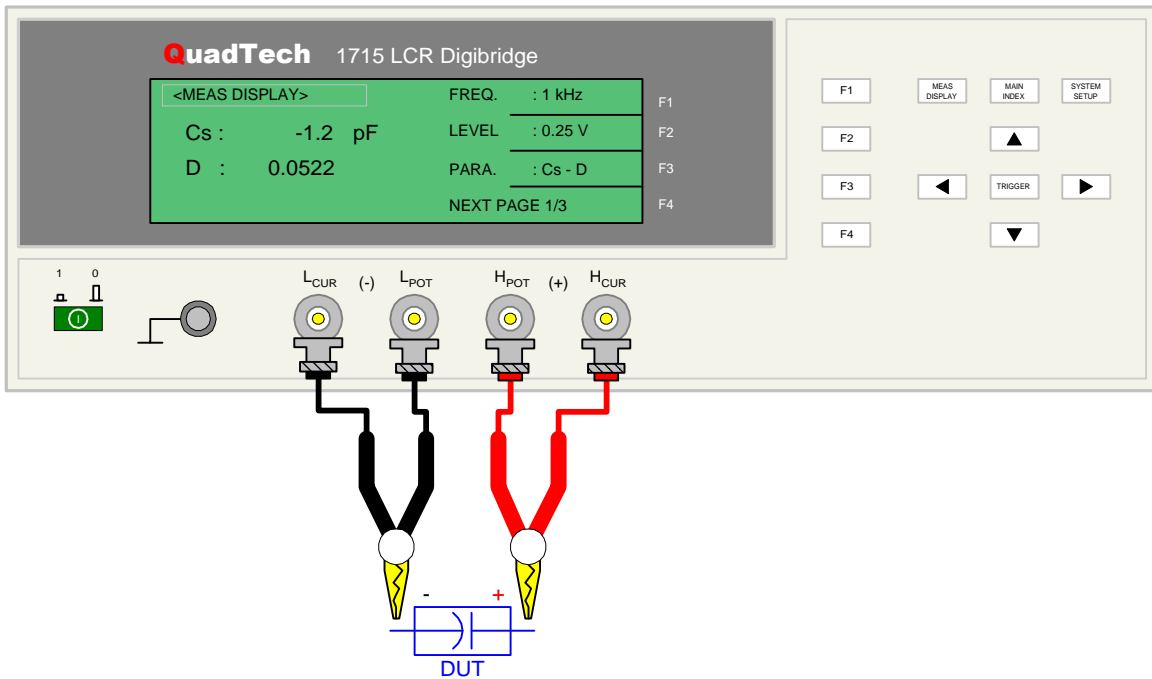 QuadTech 1715 LCR Digibridge
<MEAS DISPLAY>
Cs : -1.2 pF
D : 0.0522
FREQ. : 1 kHz
LEVEL : 0.25 V
PARA. : Cs - D
NEXT PAGE 1/3
F1
F2
F3
F4
F1
F2
F3
F4
MEAS
DISPLAY
MAIN
INDEX
SYSTEM
SETUP
TRIGGER
1 0
LCUR (-) LPOT HPOT (+) HCUR
- +
DUT